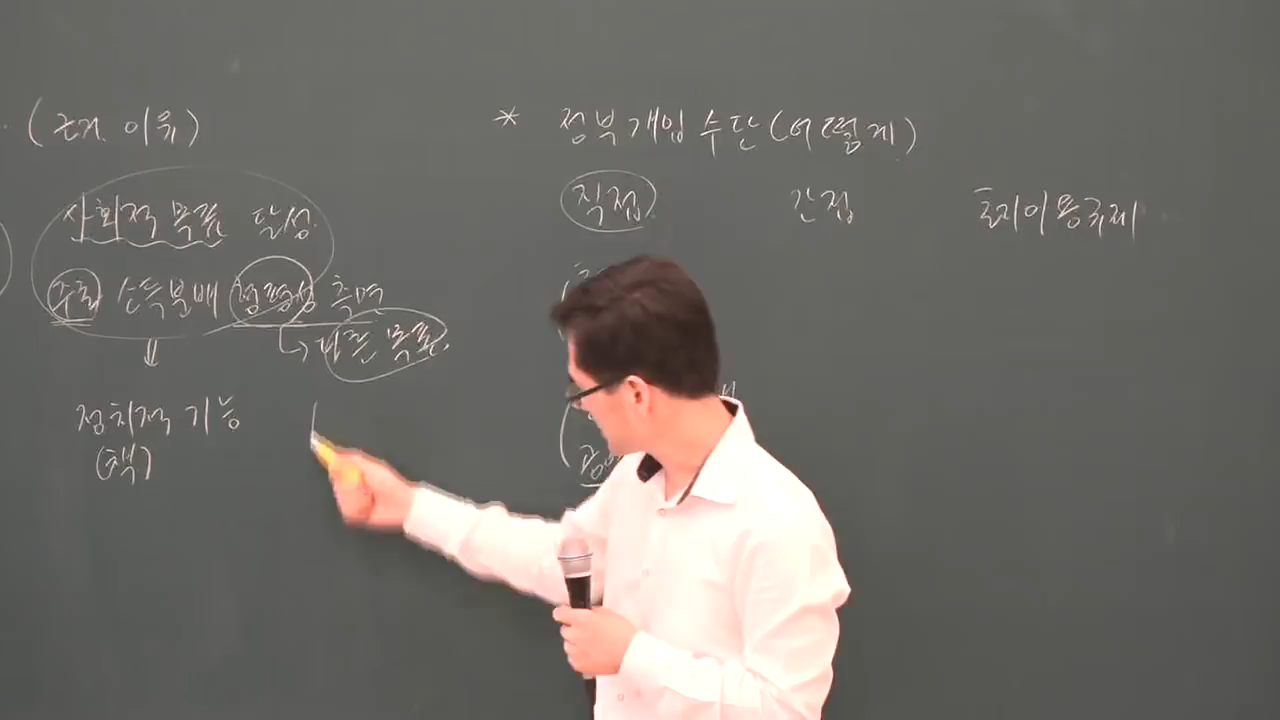 (근거, 이유)
사회적 목표 달성
주로 소득분배 형평성 측면
→ 다른 목표
⇓
정치적 기능
(책)
* 정부개입 수단 (어떻게)
직접 간접 토지이용규제